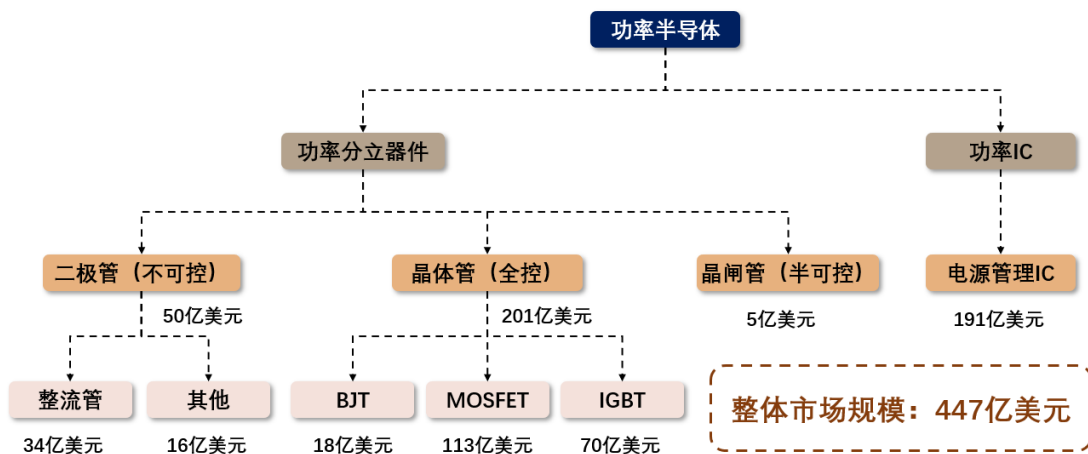 功率半导体
功率分立器件
功率IC
二极管（不可控）
晶体管（全控）
晶闸管（半可控）
电源管理IC
50亿美元
201亿美元
5亿美元
191亿美元
整流管
其他
BJT
MOSFET
IGBT
34亿美元
16亿美元
18亿美元
113亿美元
70亿美元
整体市场规模：447亿美元